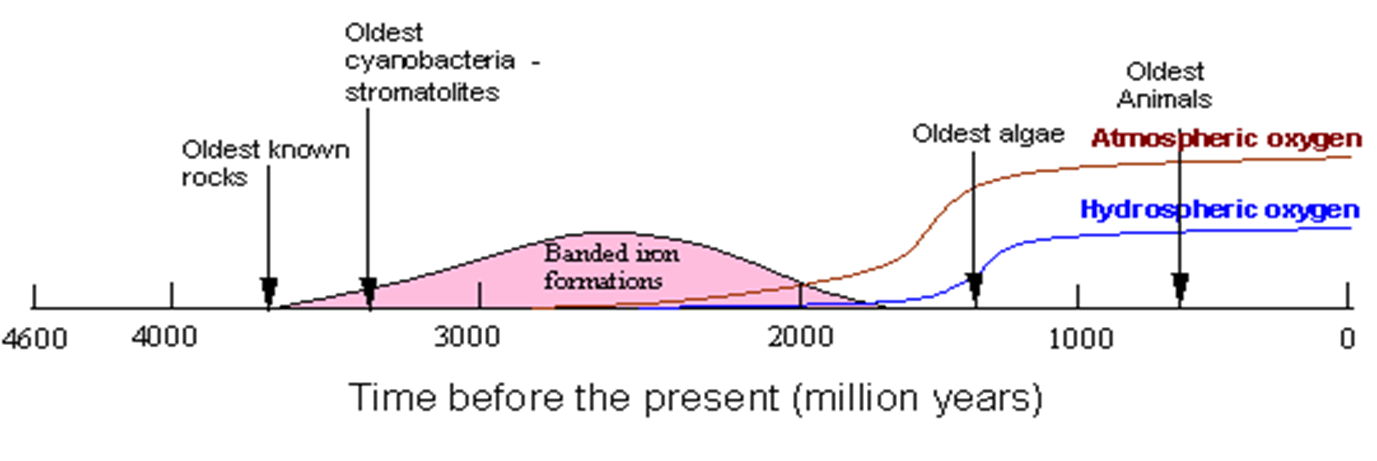 Oldest
cyanobacteria -
stromatolites
Oldest known
rocks
Oldest
Animals
Oldest algae
Atmospheric oxygen
Hydrospheric oxygen
Banded iron
formations
4600 4000 3000 2000 1000 0
Time before the present (million years)